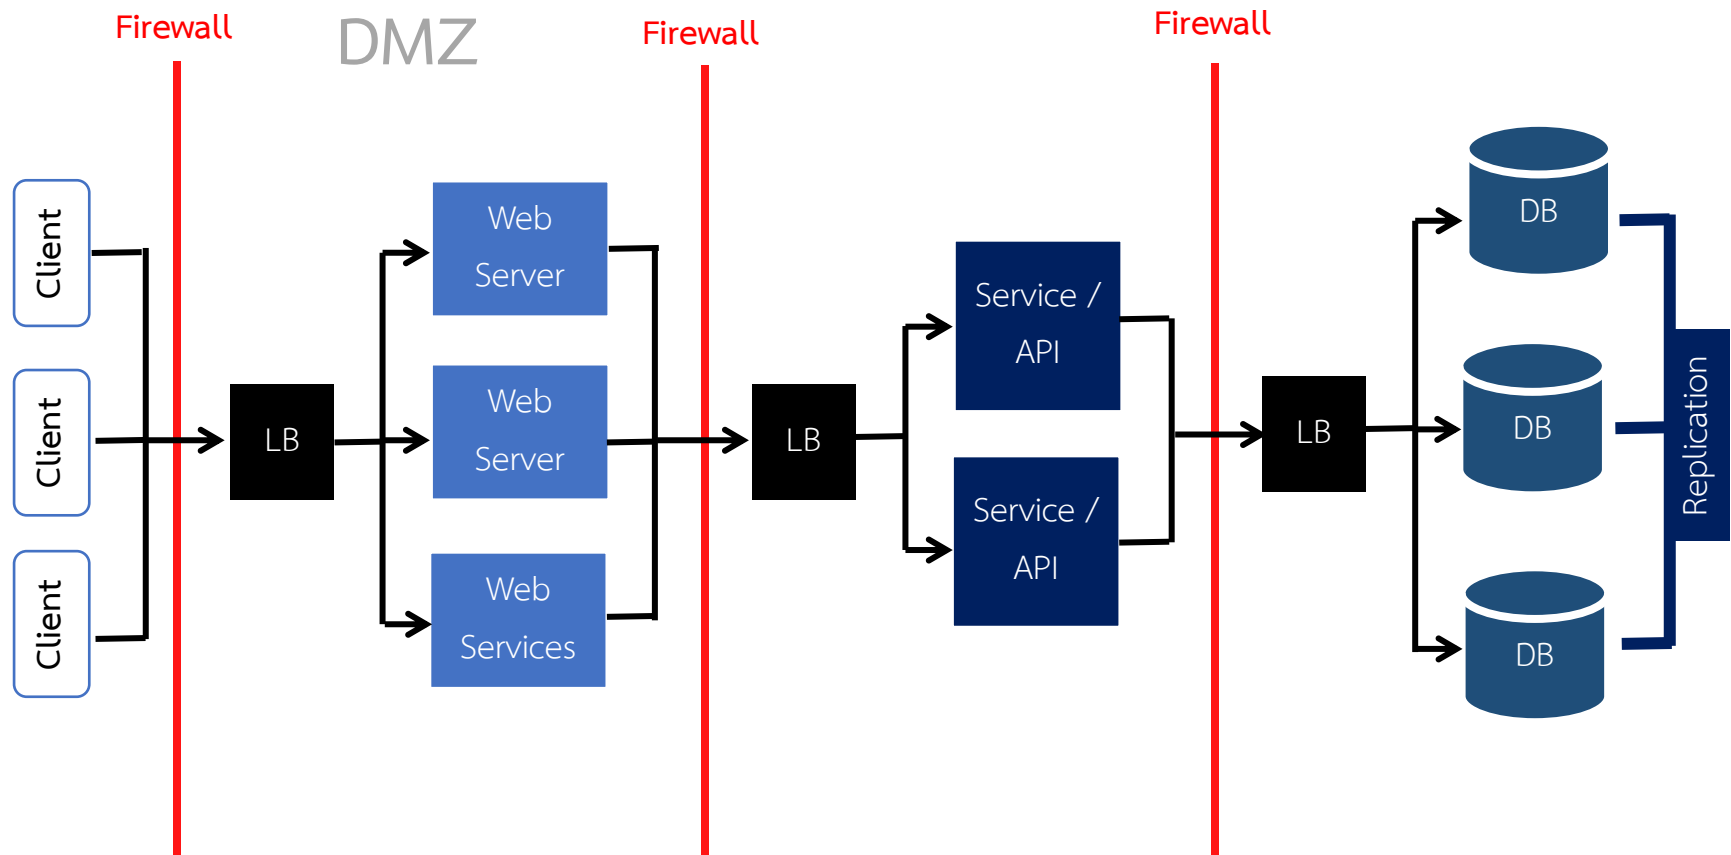 Firewall
DMZ
Firewall
Firewall
Client
Client
Client
LB
Web
Server
Web
Server
Web
Services
LB
Service /
API
Service /
API
LB
DB
DB
DB
Replication